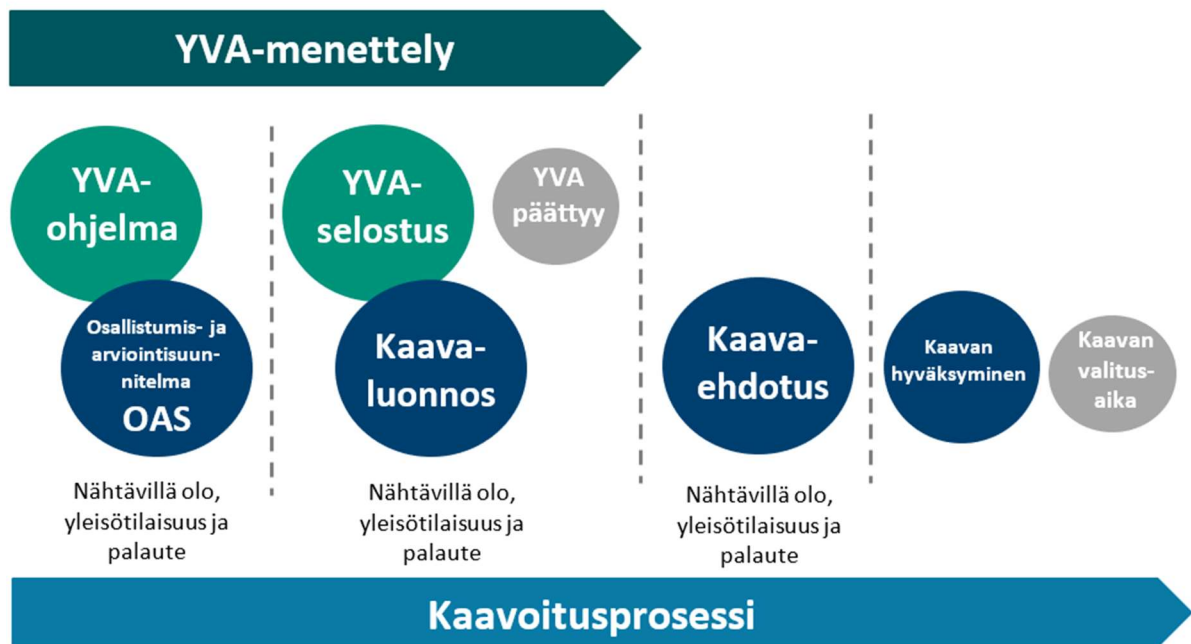 YVA-menettely
YVA-
ohjelma
Osallistumis- ja
arviointisuun-
nitelma
OAS
Nähtävillä olo,
yleisötilaisuus ja
palaute
YVA-
selostus
YVA
päättyy
Kaava-
luonnos
Nähtävillä olo,
yleisötilaisuus ja
palaute
Kaava-
ehdotus
Nähtävillä olo,
yleisötilaisuus ja
palaute
Kaavan
hyväksyminen
Kaavan
valitus-
aika
Kaavoitusprosessi